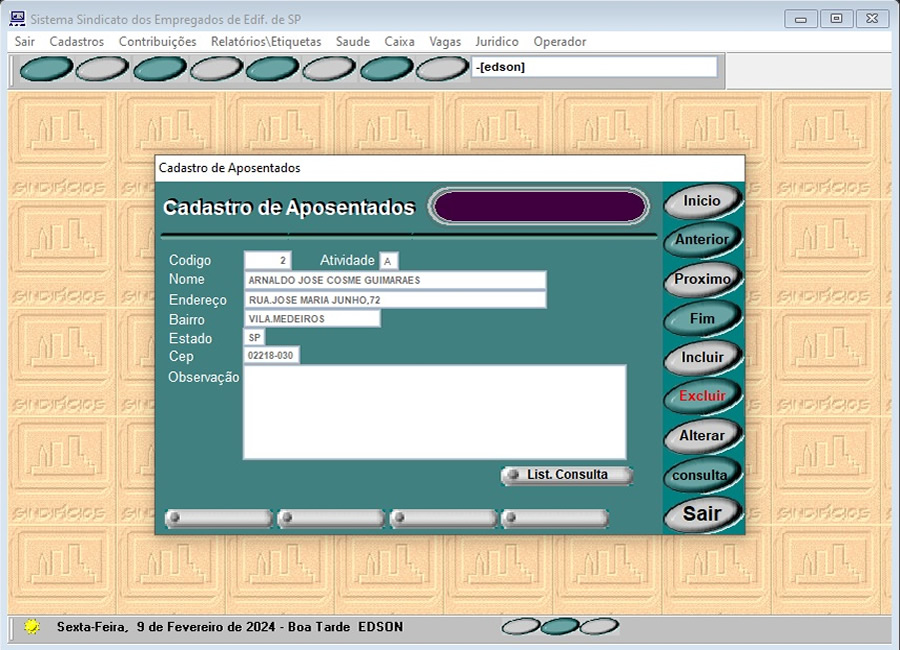 Sistema Sindicato dos Empregados de Edif. de SP
Sair Cadastros Contribuições Relatórios\Etiquetas Saude Caixa Vagas Juridico Operador
-[edson]
Cadastro de Aposentados
Cadastro de Aposentados
Codigo 2 Atividade A
Nome ARNALDO JOSE COSME GUIMARAES
Endereço RUA.JOSE MARIA JUNHO,72
Bairro VILA.MEDEIROS
Estado SP
Cep 02218-030
Observação
List. Consulta
Inicio
Anterior
Proximo
Fim
Incluir
Excluir
Alterar
consulta
Sair
SINDIFÍCIOS
Sexta-Feira, 9 de Fevereiro de 2024 - Boa Tarde EDSON